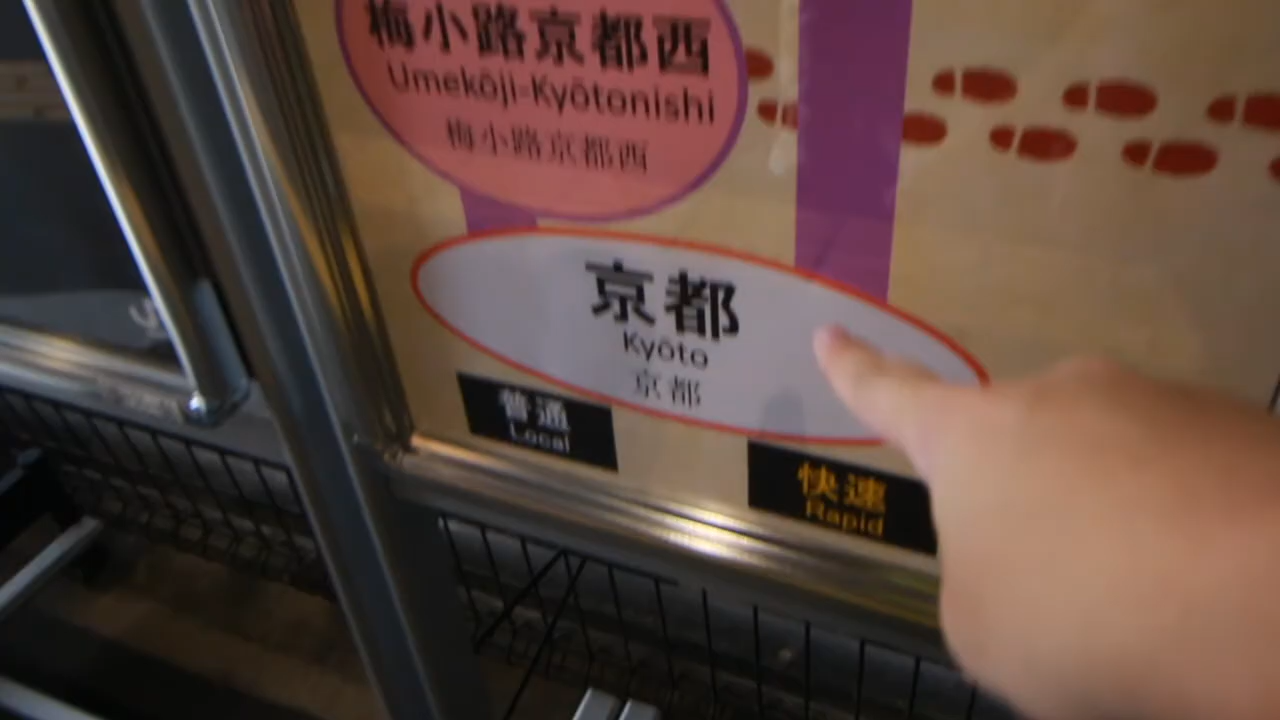 梅小路京都西
Umekōji-Kyōtonishi
梅小路京都西
京都
Kyōto
京都
普通
Local
快速
Rapid